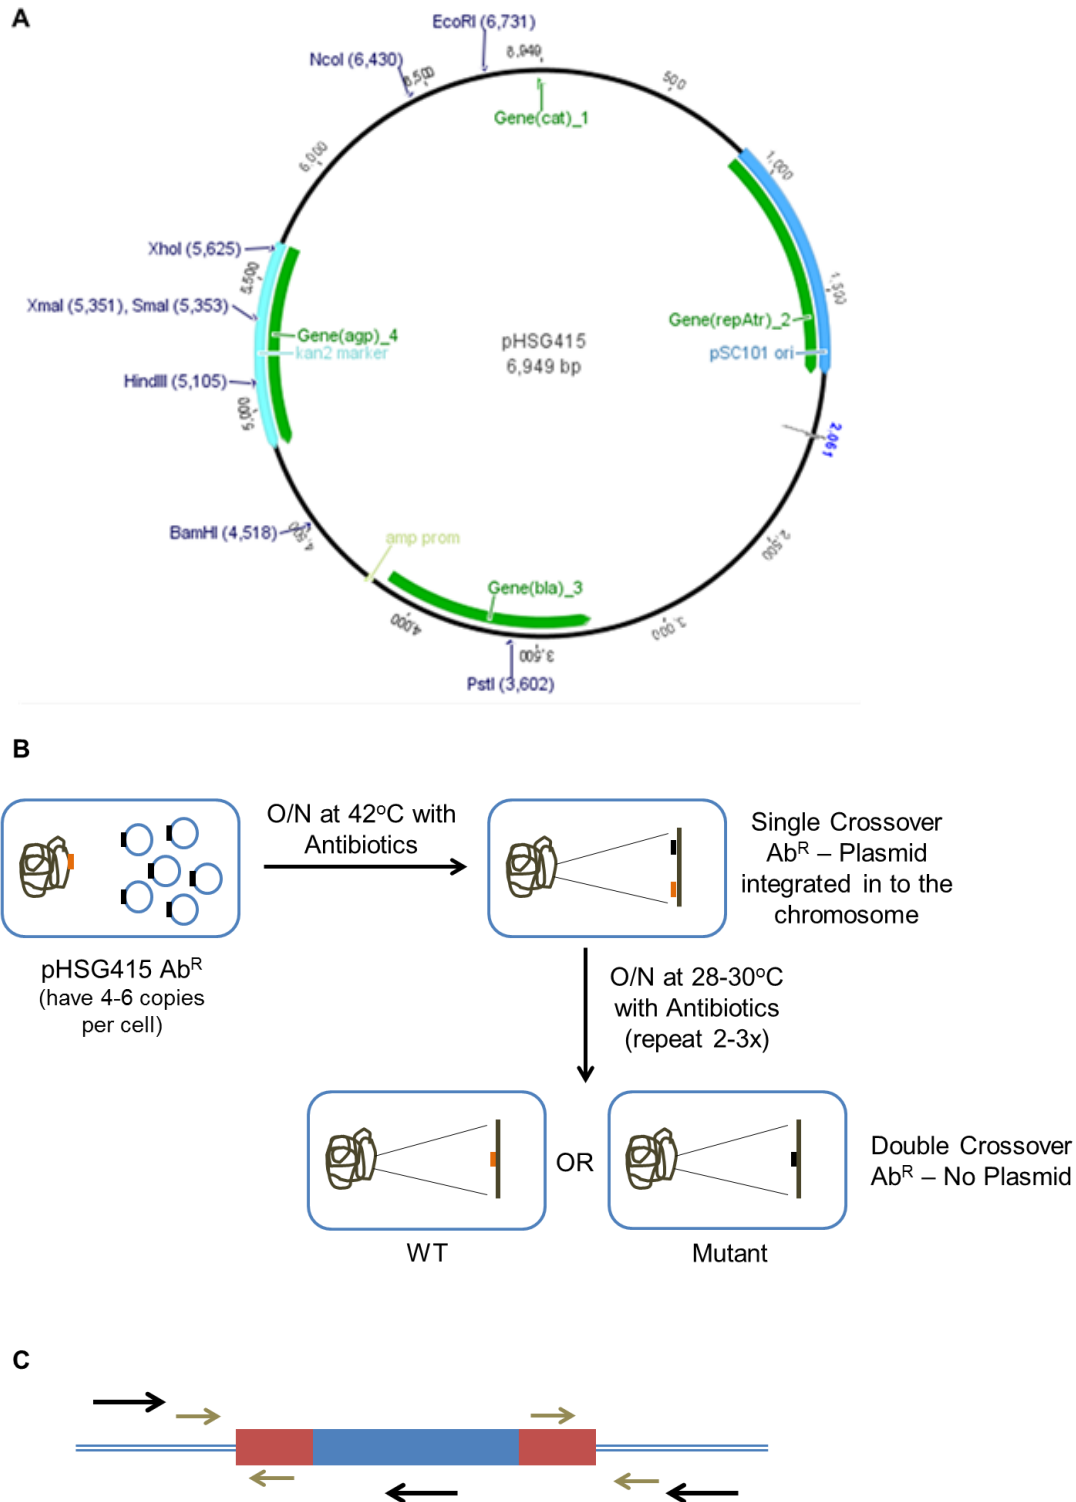 A
EcoRI (6,731)
NcoI (6,430)
6,949
6,500
500
Gene(cat)_1
6,000
1,000
XhoI (5,625)
5,500
1,500
XmaI (5,351), SmaI (5,353)
Gene(repAtr)_2
Gene(agp)_4
pHSG415
6,949 bp
kan2 marker
pSC101 ori
HindIII (5,105)
5,000
2,061
BamHI (4,518)
4,500
amp prom
2,500
Gene(bla)_3
4,000
3,000
3,500
PstI (3,602)
B
O/N at 42°C with
Antibiotics
Single Crossover
Abᴿ – Plasmid
integrated in to the
chromosome
pHSG415 Abᴿ
(have 4-6 copies
per cell)
O/N at 28-30°C
with Antibiotics
(repeat 2-3x)
OR
Double Crossover
Abᴿ – No Plasmid
WT
Mutant
C